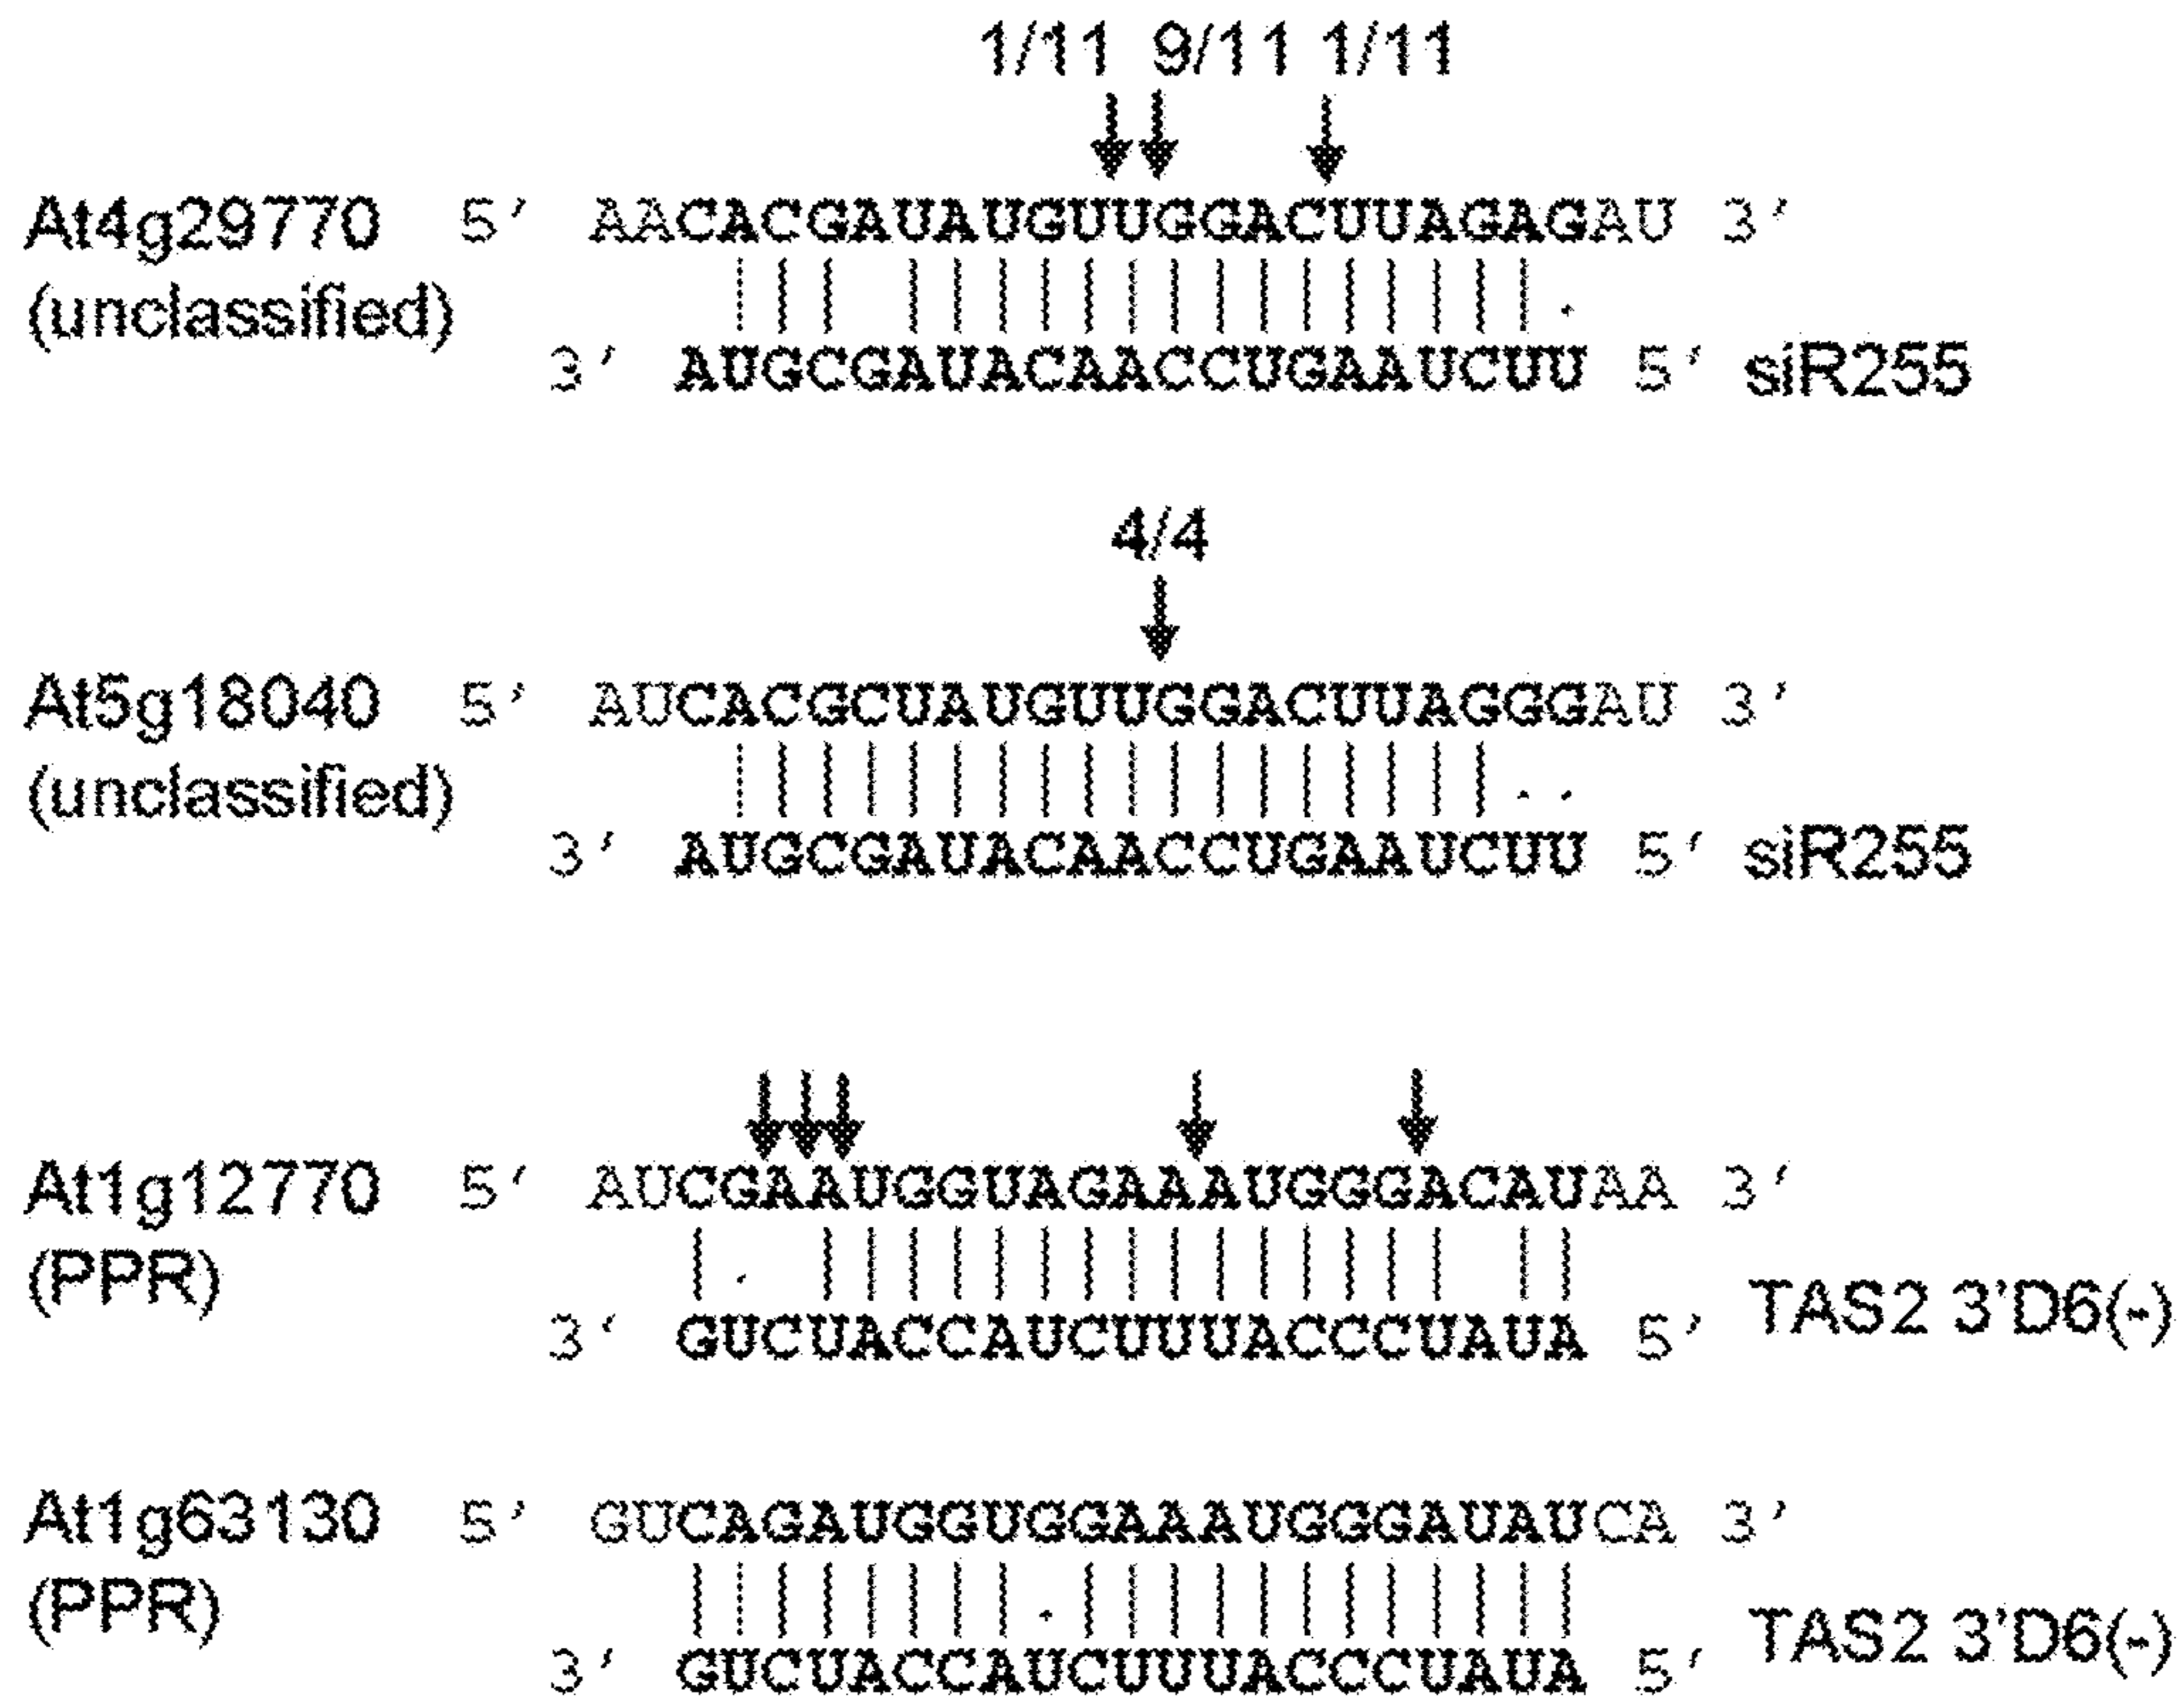 1/11 9/11 1/11
At4g29770 5′ AACACGAUAUGUUGGACUUAGAGAU 3′
(unclassified)
3′ AUGCGAUACAACCUGAAUCUU 5′ siR255
4/4
At5g18040 5′ AUCACGCUAUGUUGGACUUAGGGAU 3′
(unclassified)
3′ AUGCGAUACAACCUGAAUCUU 5′ siR255
At1g12770 5′ AUCGAAUGGUAGAAAUGGGACAUAA 3′
(PPR)
3′ GUCUACCAUCUUUACCCUAUA 5′ TAS2 3'D6(-)
At1g63130 5′ GUCAGAUGGUGGAAAUGGGAUAUCA 3′
(PPR)
3′ GUCUACCAUCUUUACCCUAUA 5′ TAS2 3'D6(-)